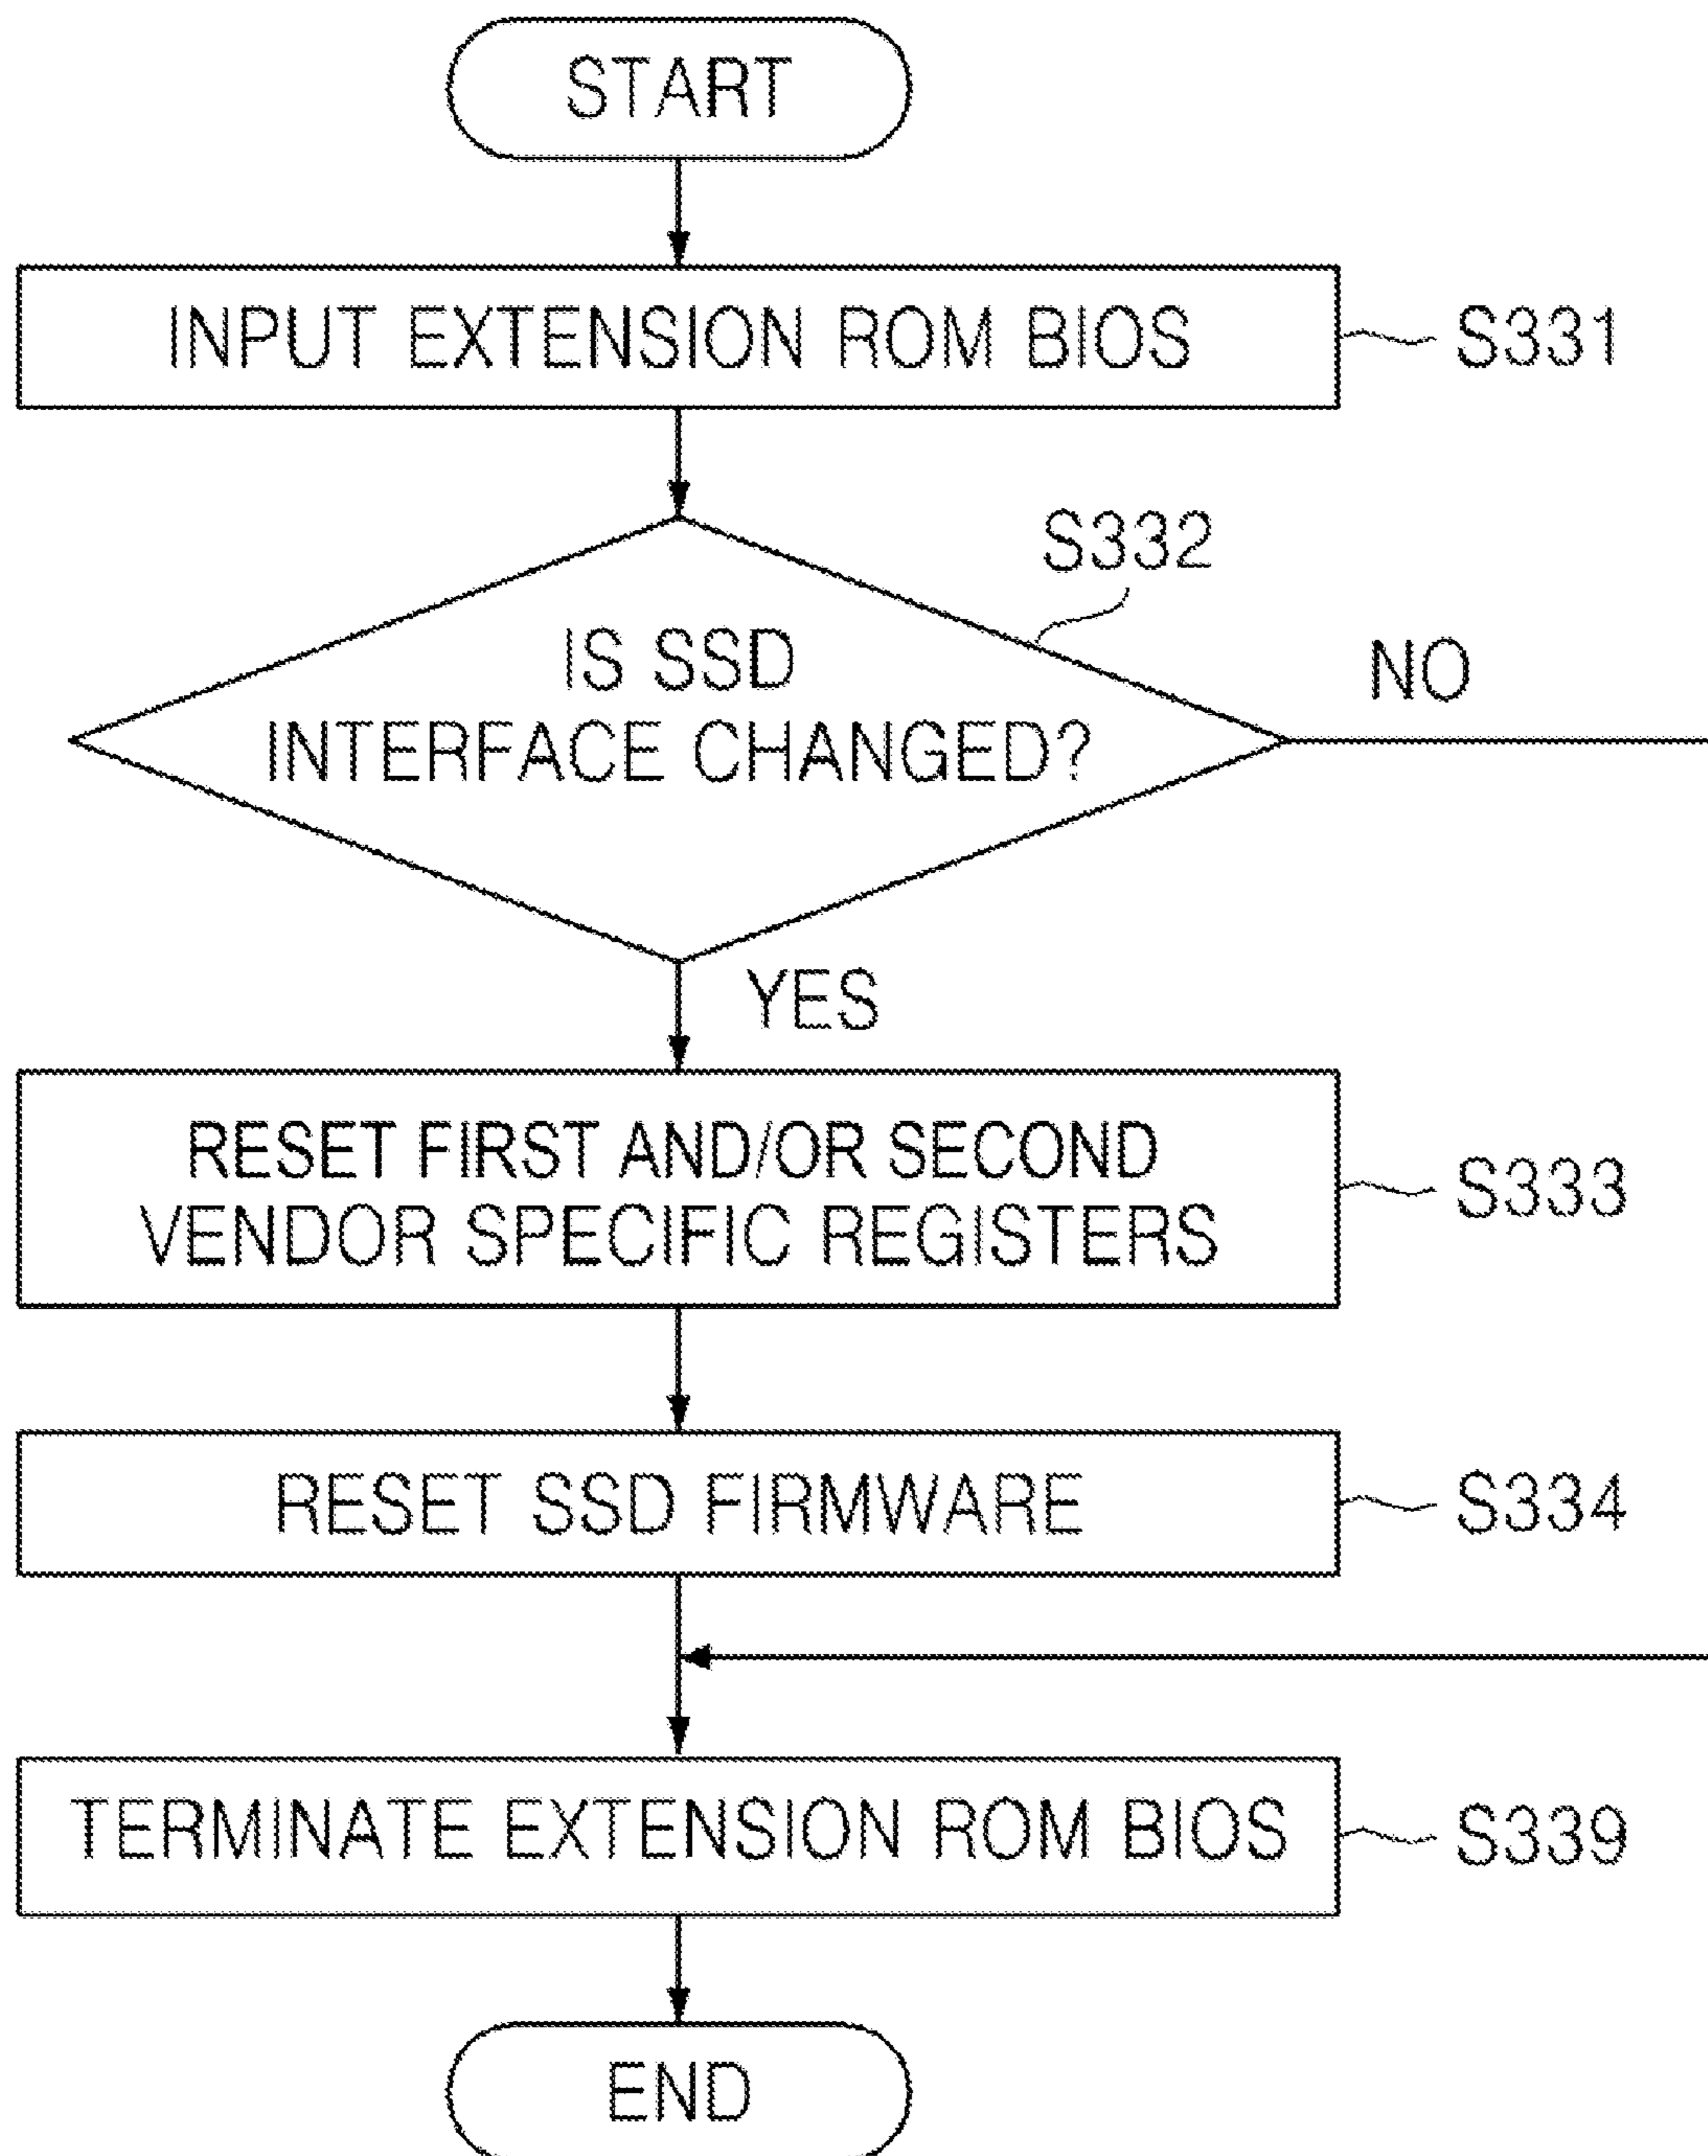 START
INPUT EXTENSION ROM BIOS
S331
S332
IS SSD
INTERFACE CHANGED?
NO
YES
RESET FIRST AND/OR SECOND
VENDOR SPECIFIC REGISTERS
S333
RESET SSD FIRMWARE
S334
TERMINATE EXTENSION ROM BIOS
S339
END